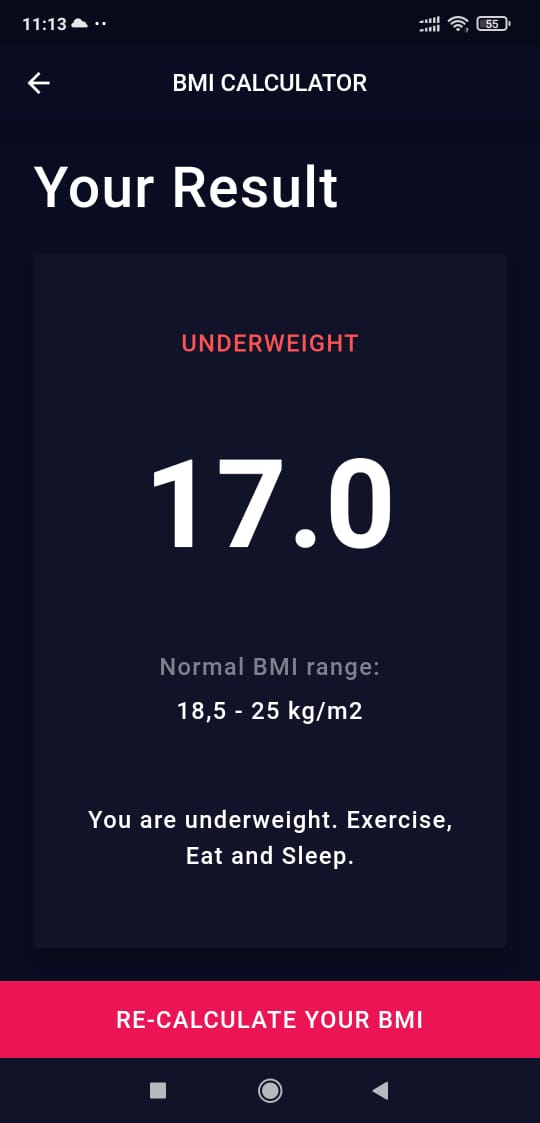 11:13
55
BMI CALCULATOR
Your Result
UNDERWEIGHT
17.0
Normal BMI range:
18,5 - 25 kg/m2
You are underweight. Exercise,
Eat and Sleep.
RE-CALCULATE YOUR BMI